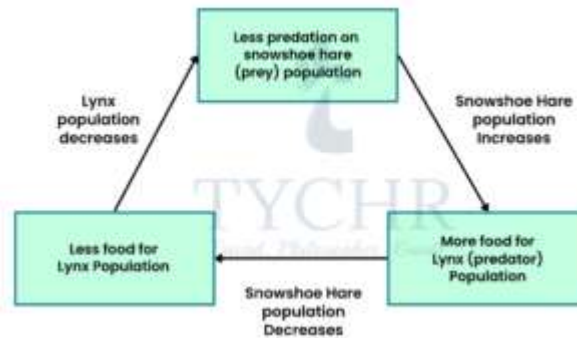 Less predation on
snowshoe hare
(prey) population
Lynx
population
decreases
Snowshoe Hare
population
Increases
TYCHR
Less food for
Lynx Population
More food for
Lynx (predator)
Population
Snowshoe Hare
population
Decreases